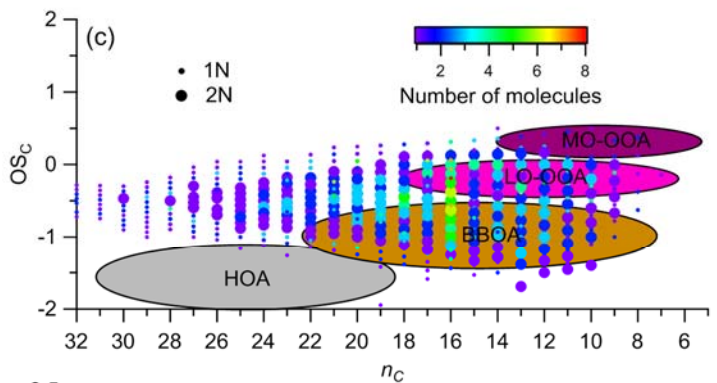 (c)
1N
2N
2 4 6 8
Number of molecules
MO-OOA
LO-OOA
BBOA
HOA
2
1
0
-1
-2
OSC
32 30 28 26 24 22 20 18 16 14 12 10 8 6
nC